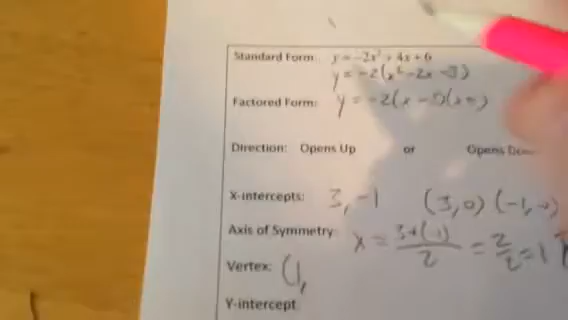 Standard Form: y = -2x² + 4x + 6
y = -2(x² - 2x - 3)
Factored Form: y = -2(x - 3)(x+
Direction: Opens Up or Opens
X-intercepts: 3, -1 (3,0) (-1,
Axis of Symmetry: x = 3+(-1)/2 = 2/2 = 1
Vertex: (1,
Y-intercept